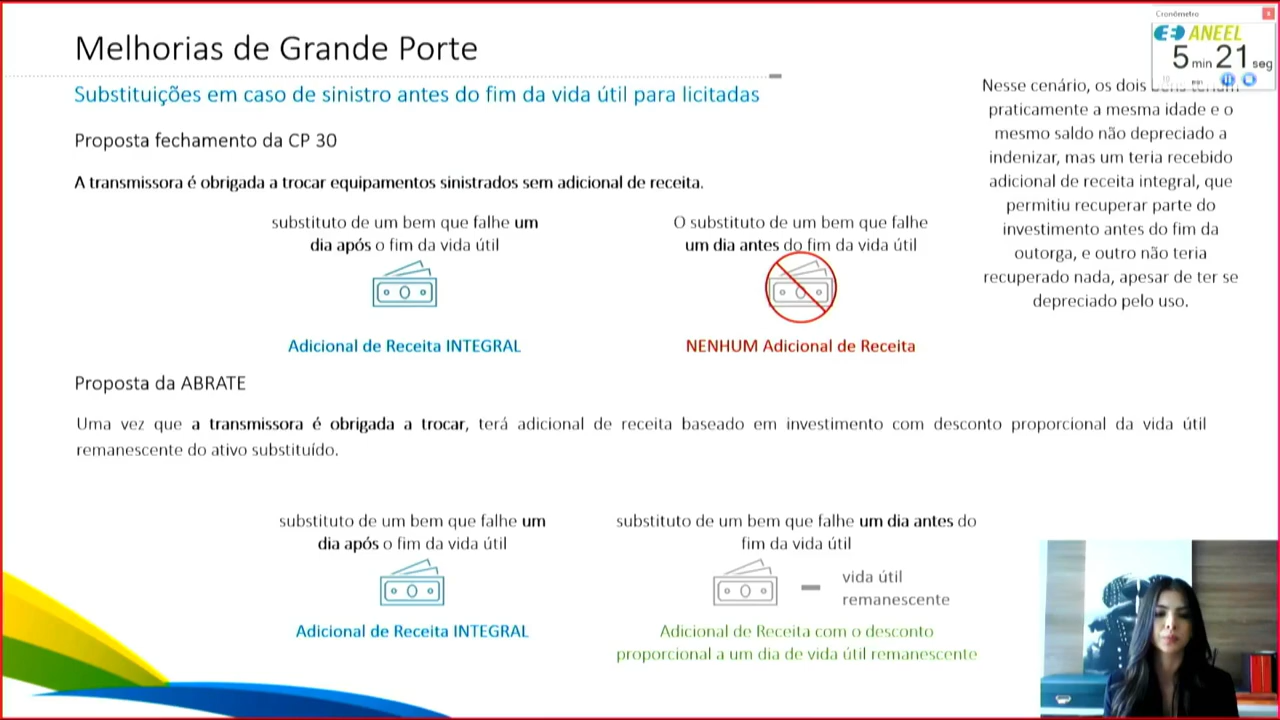 Cronômetro
ANEEL
5 min 21 seg
Melhorias de Grande Porte
Substituições em caso de sinistro antes do fim da vida útil para licitadas
Proposta fechamento da CP 30
A transmissora é obrigada a trocar equipamentos sinistrados sem adicional de receita.
substituto de um bem que falhe um
dia após o fim da vida útil
Adicional de Receita INTEGRAL
O substituto de um bem que falhe
um dia antes do fim da vida útil
NENHUM Adicional de Receita
Nesse cenário, os dois
praticamente a mesma idade e o
mesmo saldo não depreciado a
indenizar, mas um teria recebido
adicional de receita integral, que
permitiu recuperar parte do
investimento antes do fim da
outorga, e outro não teria
recuperado nada, apesar de ter se
depreciado pelo uso.
Proposta da ABRATE
Uma vez que a transmissora é obrigada a trocar, terá adicional de receita baseado em investimento com desconto proporcional da vida útil
remanescente do ativo substituído.
substituto de um bem que falhe um
dia após o fim da vida útil
Adicional de Receita INTEGRAL
substituto de um bem que falhe um dia antes do
fim da vida útil
vida útil
remanescente
Adicional de Receita com o desconto
proporcional a um dia de vida útil remanescente